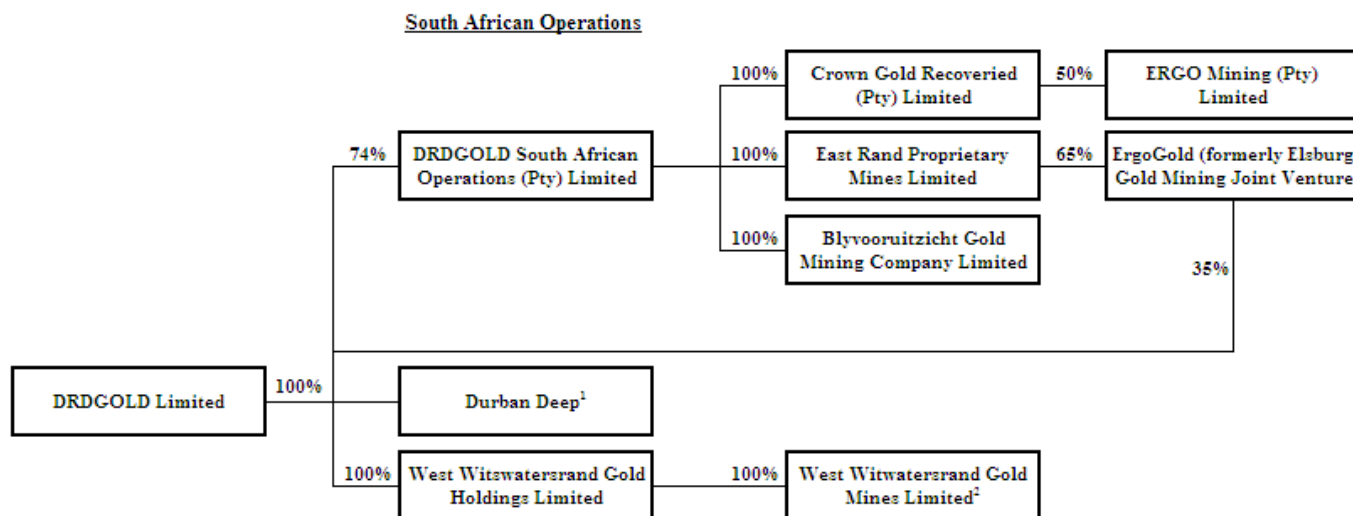 South African Operations
100%
Crown Gold Recoveried
(Pty) Limited
50%
ERGO Mining (Pty)
Limited
74%
DRDGOLD South African
Operations (Pty) Limited
100%
East Rand Proprietary
Mines Limited
65%
ErgoGold (formerly Elsburg
Gold Mining Joint Venture
100%
Blyvooruitzicht Gold
Mining Company Limited
35%
DRDGOLD Limited
100%
Durban Deep¹
100%
West Witswatersrand Gold
Holdings Limited
100%
West Witwatersrand Gold
Mines Limited²